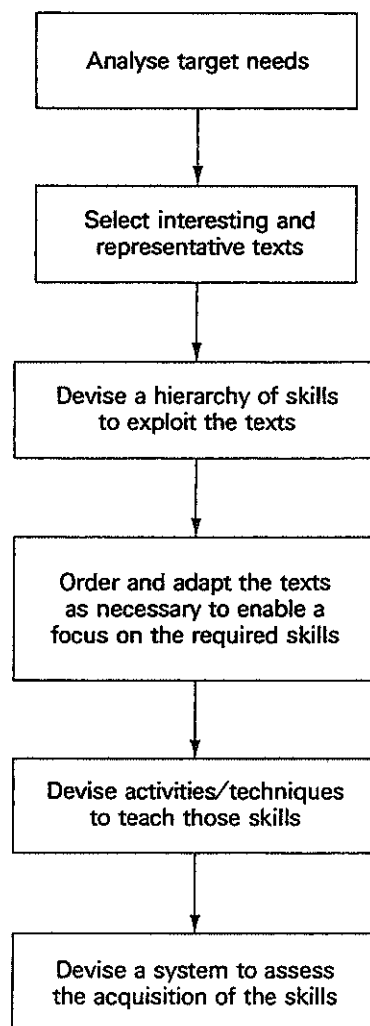 Analyse target needs
Select interesting and
representative texts
Devise a hierarchy of skills
to exploit the texts
Order and adapt the texts
as necessary to enable a
focus on the required skills
Devise activities/techniques
to teach those skills
Devise a system to assess
the acquisition of the skills